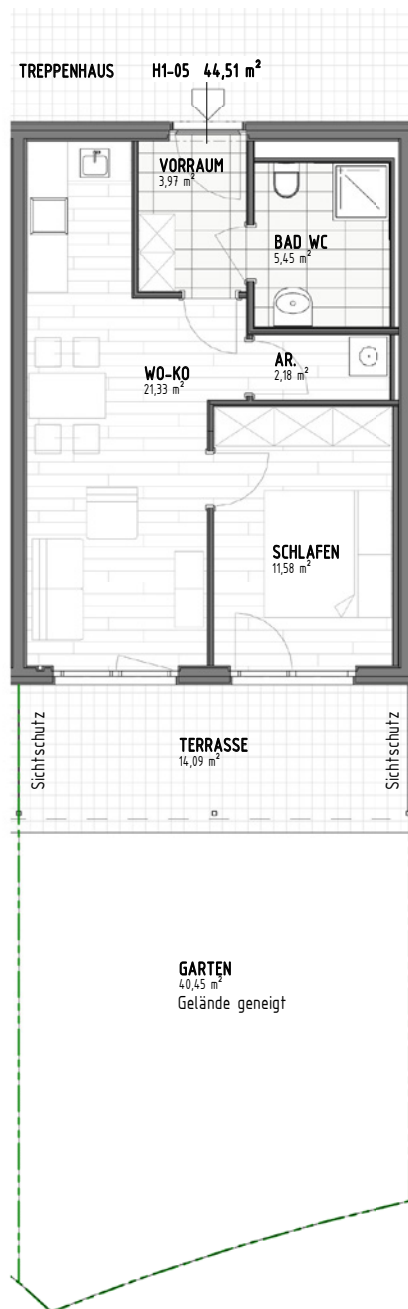 TREPPENHAUS H1-05 44,51 m²
VORRAUM
3,97 m²
BAD WC
5,45 m²
WO-KO
21,33 m²
AR.
2,18 m²
SCHLAFEN
11,58 m²
Sichtschutz
TERRASSE
14,09 m²
Sichtschutz
GARTEN
40,45 m²
Gelände geneigt